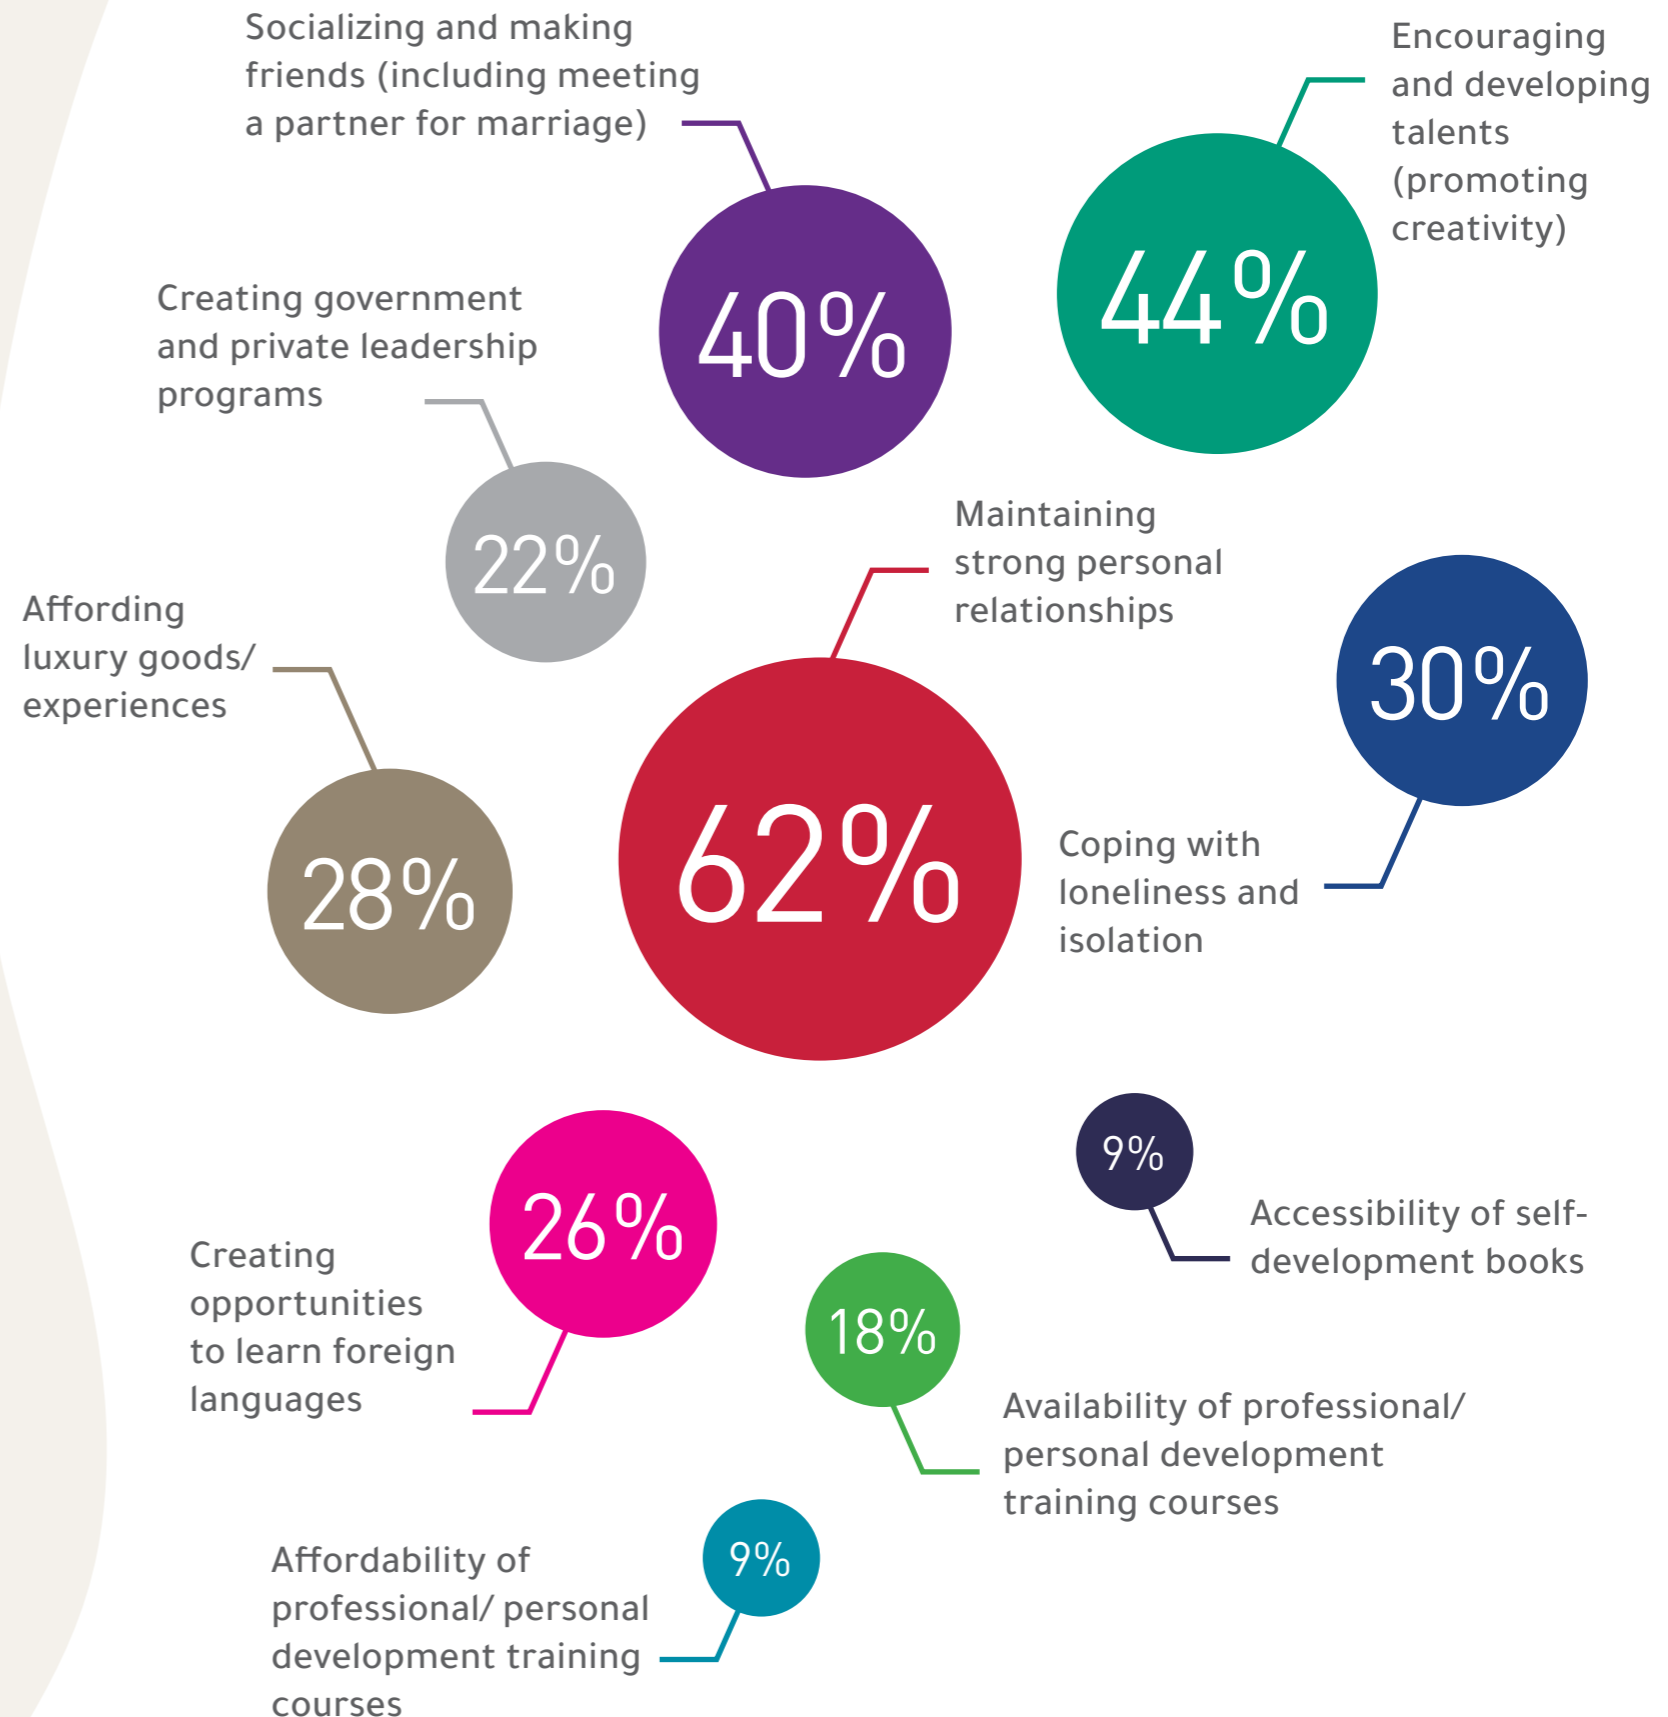 Socializing and making
friends (including meeting
a partner for marriage)
40%
Encouraging
and developing
talents
(promoting
creativity)
44%
Creating government
and private leadership
programs
22%
Maintaining
strong personal
relationships
62%
Affording
luxury goods/
experiences
28%
30%
Coping with
loneliness and
isolation
26%
Creating
opportunities
to learn foreign
languages
9%
Accessibility of self-
development books
18%
Availability of professional/
personal development
training courses
9%
Affordability of
professional/ personal
development training
courses